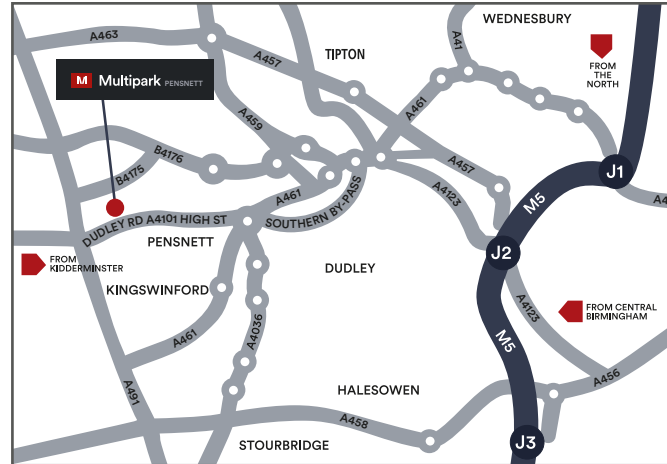 WEDNESBURY
A463
A41
TIPTON
A457
FROM
THE
NORTH
M Multipark PENSNETT
A461
A459
B4176
A457
B4175
J1
A461
A4123
M5
A4
DUDLEY RD A4101 HIGH ST
SOUTHERN BY-PASS
PENSNETT
J2
FROM
KIDDERMINSTER
DUDLEY
KINGSWINFORD
A4123
FROM CENTRAL
BIRMINGHAM
A4036
A461
M5
A456
A491
HALESOWEN
A458
J3
STOURBRIDGE